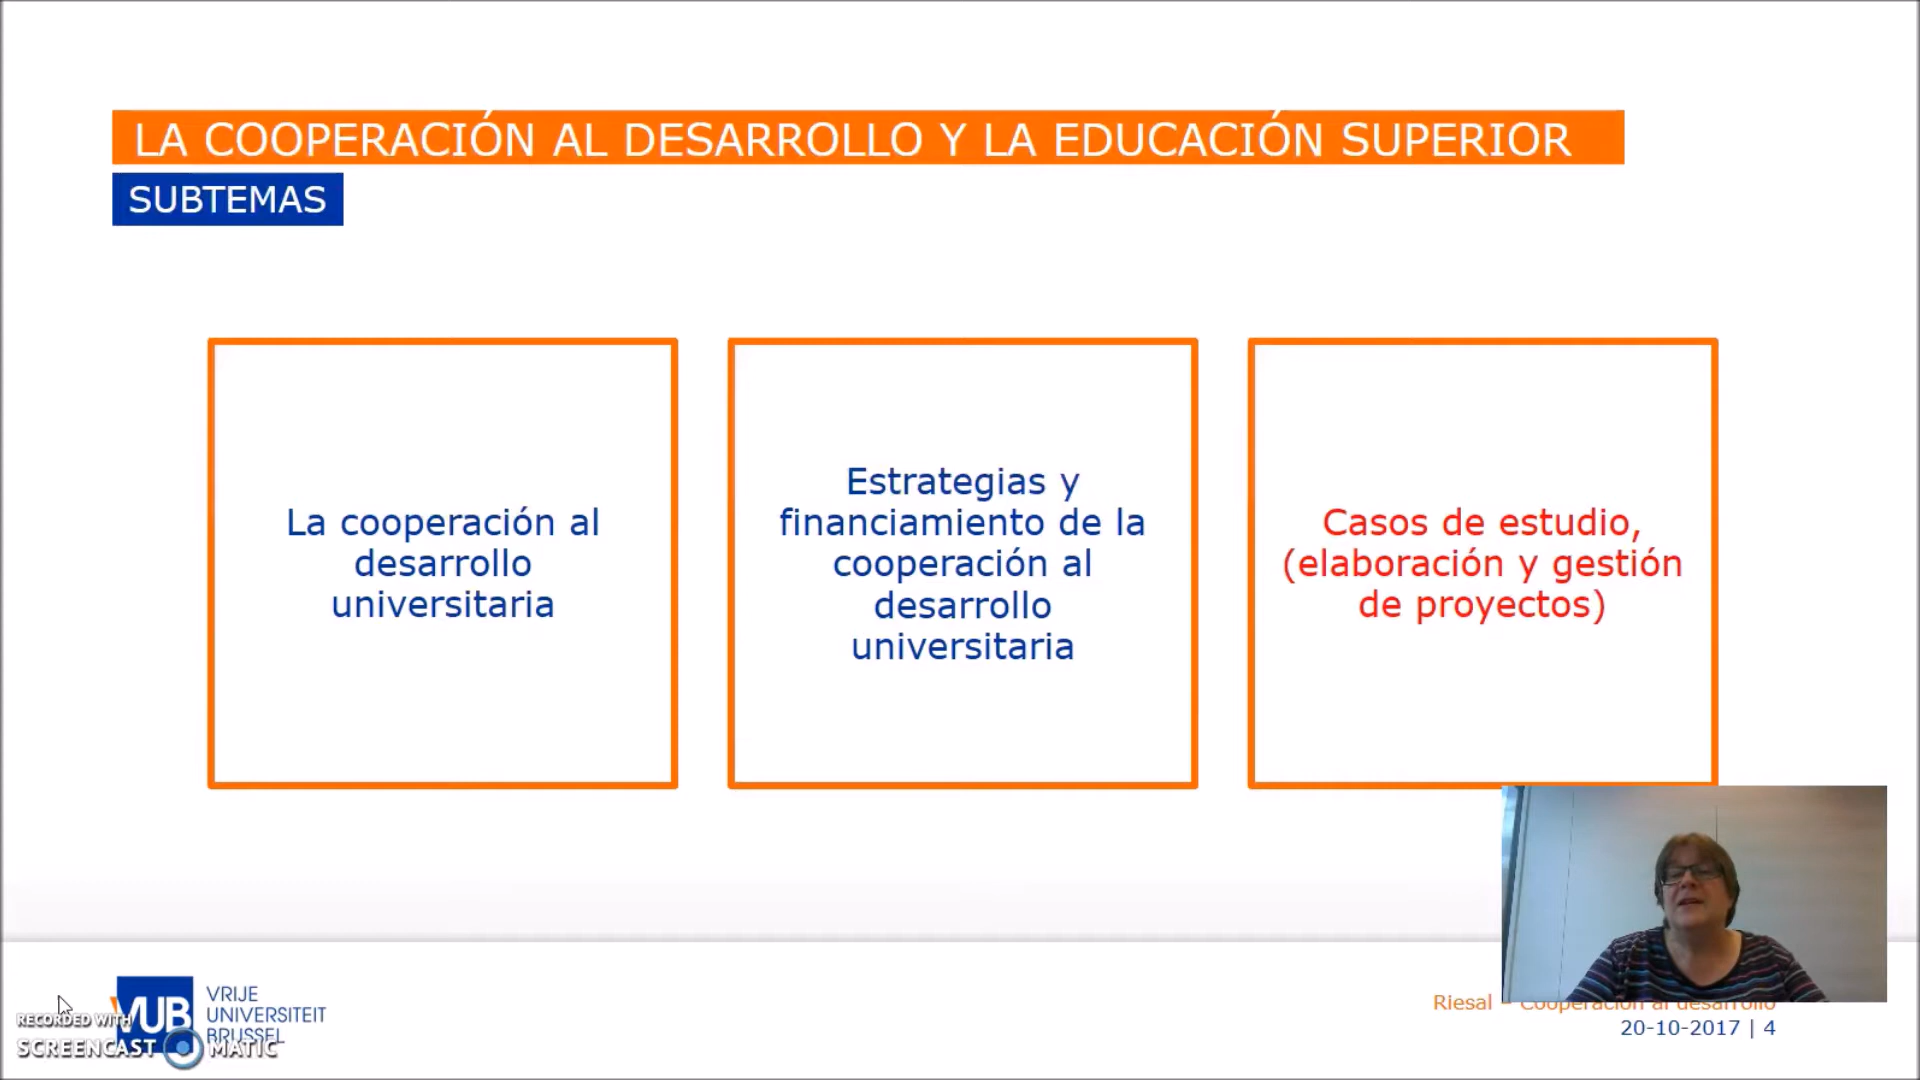 LA COOPERACIÓN AL DESARROLLO Y LA EDUCACIÓN SUPERIOR
SUBTEMAS
La cooperación al
desarrollo
universitaria
Estrategias y
financiamiento de la
cooperación al
desarrollo
universitaria
Casos de estudio,
(elaboración y gestión
de proyectos)
VUB
VRIJE
UNIVERSITEIT
BRUSSEL
RECORDED WITH
SCREENCAST MATIC
Riesal - Cooperación al desarrollo
20-10-2017 | 4